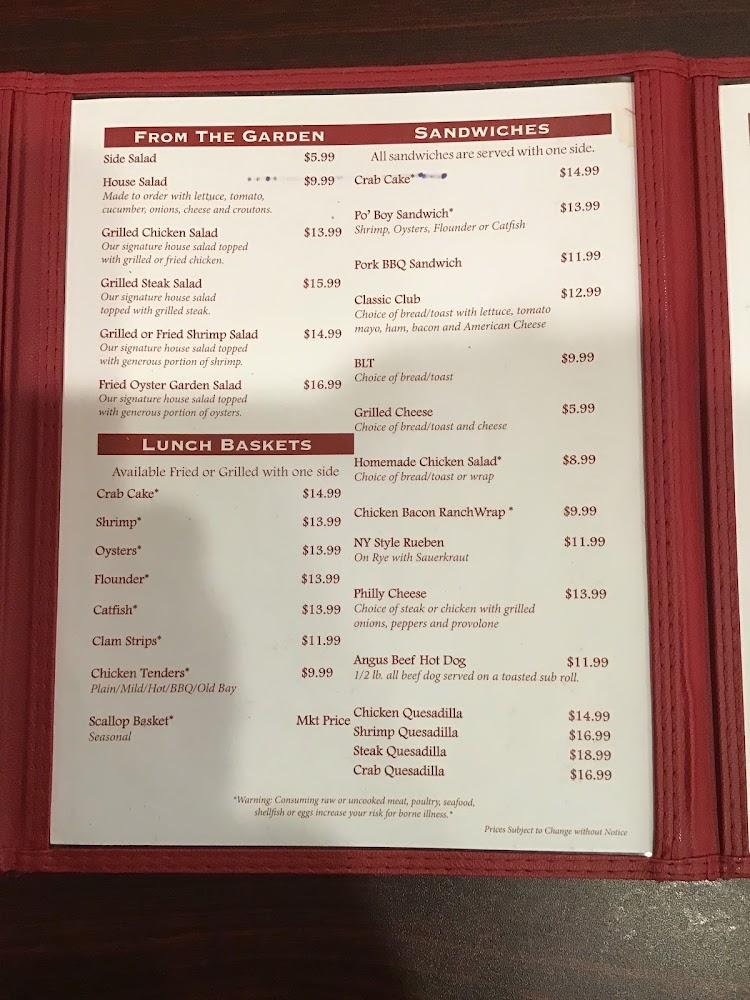 FROM THE GARDEN
Side Salad $5.99
House Salad $9.99
Made to order with lettuce, tomato,
cucumber, onions, cheese and croutons.
Grilled Chicken Salad $13.99
Our signature house salad topped
with grilled or fried chicken.
Grilled Steak Salad $15.99
Our signature house salad
topped with grilled steak.
Grilled or Fried Shrimp Salad $14.99
Our signature house salad topped
with generous portion of shrimp.
Fried Oyster Garden Salad $16.99
Our signature house salad topped
with generous portion of oysters.
LUNCH BASKETS
Available Fried or Grilled with one side
Crab Cake* $14.99
Shrimp* $13.99
Oysters* $13.99
Flounder* $13.99
Catfish* $13.99
Clam Strips* $11.99
Chicken Tenders* $9.99
Plain/Mild/Hot/BBQ/Old Bay
Scallop Basket* Mkt Price
Seasonal
SANDWICHES
All sandwiches are served with one side.
Crab Cake* $14.99
Po' Boy Sandwich* $13.99
Shrimp, Oysters, Flounder or Catfish
Pork BBQ Sandwich $11.99
Classic Club $12.99
Choice of bread/toast with lettuce, tomato
mayo, ham, bacon and American Cheese
BLT $9.99
Choice of bread/toast
Grilled Cheese $5.99
Choice of bread/toast and cheese
Homemade Chicken Salad* $8.99
Choice of bread/toast or wrap
Chicken Bacon RanchWrap * $9.99
NY Style Rueben $11.99
On Rye with Sauerkraut
Philly Cheese $13.99
Choice of steak or chicken with grilled
onions, peppers and provolone
Angus Beef Hot Dog $11.99
1/2 lb. all beef dog served on a toasted sub roll.
Chicken Quesadilla $14.99
Shrimp Quesadilla $16.99
Steak Quesadilla $18.99
Crab Quesadilla $16.99
*Warning: Consuming raw or uncooked meat, poultry, seafood,
shellfish or eggs increase your risk for borne illness.*
Prices Subject to Change without Notice